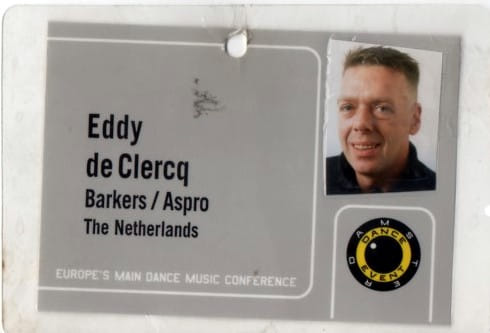 Eddy
de Clercq
Barkers / Aspro
The Netherlands
EUROPE'S MAIN DANCE MUSIC CONFERENCE
AMSTERDAM
DANCE
EVENT